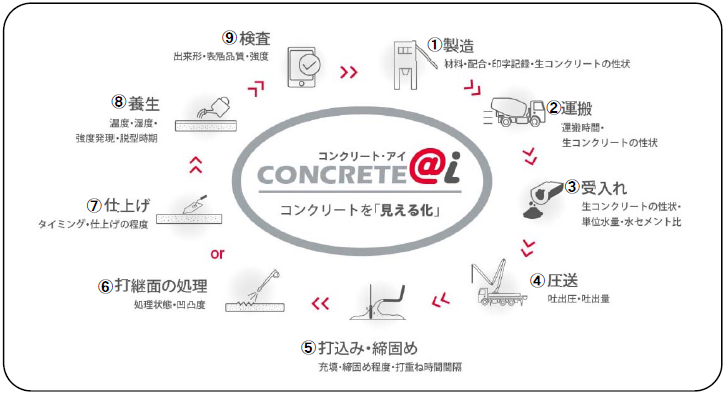 ⑨検査
出来形・表層品質・強度
①製造
材料・配合・印字記録・生コンクリートの性状
⑧養生
温度・湿度・
強度発現・脱型時期
②運搬
運搬時間・
生コンクリートの性状
コンクリート・アイ
CONCRETE@i
コンクリートを「見える化」
③受入れ
生コンクリートの性状・
単位水量・水セメント比
⑦仕上げ
タイミング・仕上げの程度
or
④圧送
吐出圧・吐出量
⑥打継面の処理
処理状態・凹凸度
⑤打込み・締固め
充填・締固め程度・打重ね時間間隔